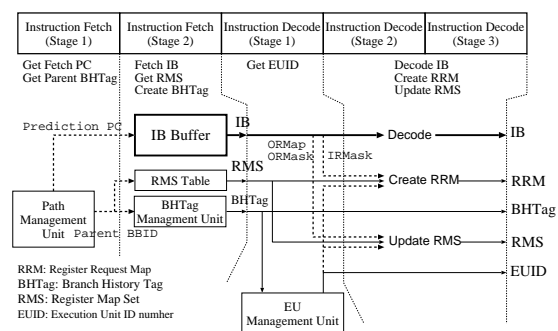 Instruction Fetch (Stage 1) Instruction Fetch (Stage 2) Instruction Decode (Stage 1) Instruction Decode (Stage 2) Instruction Decode (Stage 3)
Get Fetch PC
Get Parent BHTag
Fetch IB
Get RMS
Create BHTag
Get EUID
Decode IB
Create RRM
Update RMS
Prediction PC
IB Buffer
IB
ORMap
ORMask
IRMask
Decode
IB
RMS Table
RMS
Create RRM
RRM
Path Management Unit
Parent BBID
BHTag Managment Unit
BHTag
BHTag
Update RMS
RMS
EUID
RRM: Register Request Map
BHTag: Branch History Tag
RMS: Register Map Set
EUID: Execution Unit ID number
EU Management Unit